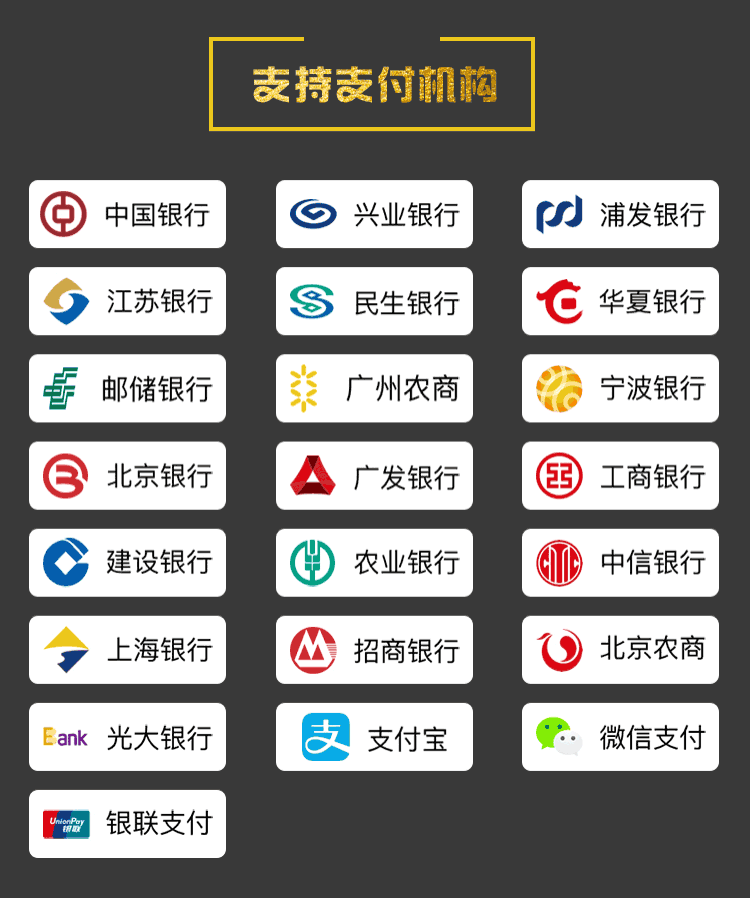 支持支付机构
中国银行
兴业银行
浦发银行
江苏银行
民生银行
华夏银行
邮储银行
广州农商
宁波银行
北京银行
广发银行
工商银行
建设银行
农业银行
中信银行
上海银行
招商银行
北京农商
Bank
光大银行
支
支付宝
微信支付
UnionPay
银联
银联支付